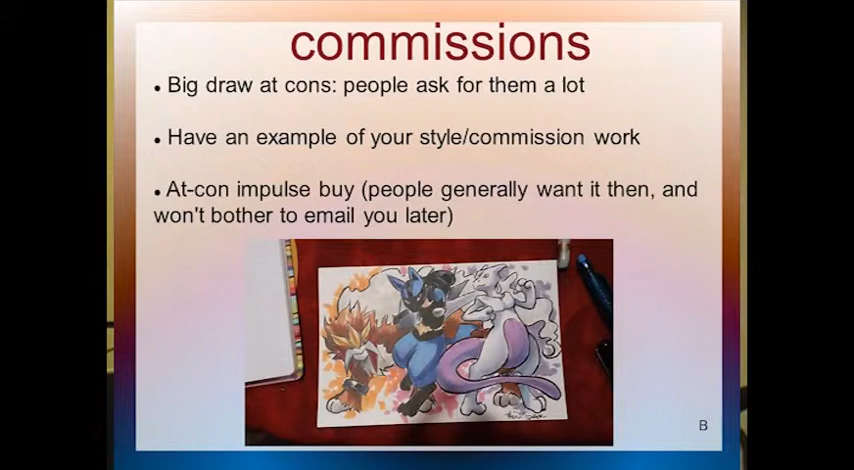 commissions
• Big draw at cons: people ask for them a lot
• Have an example of your style/commission work
• At-con impulse buy (people generally want it then, and
won't bother to email you later)
B